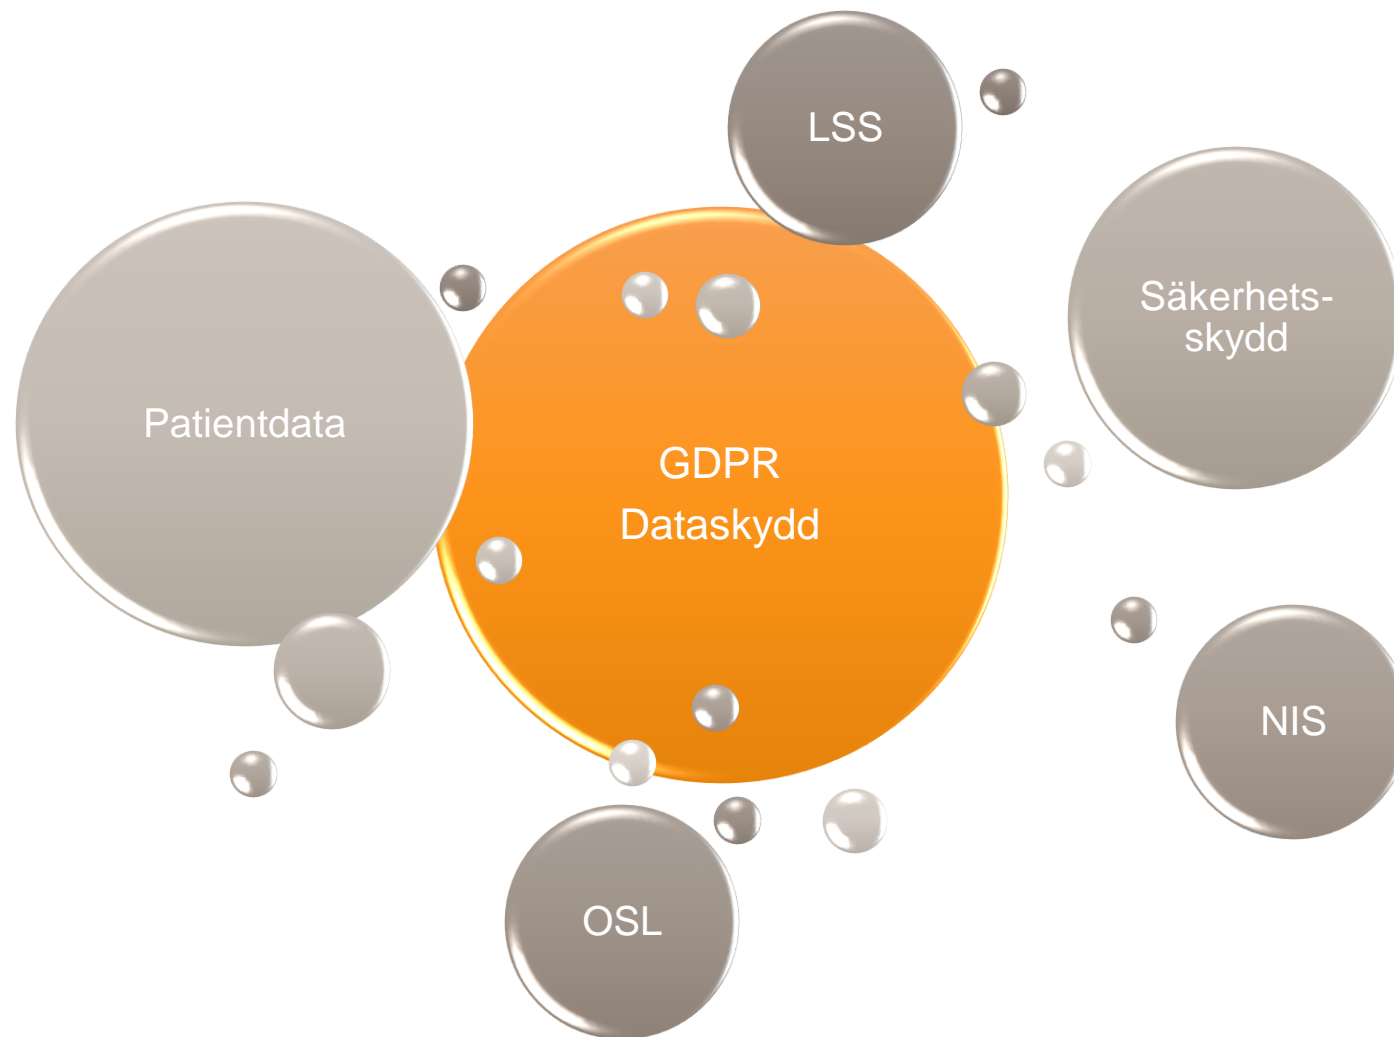 LSS
Säkerhets-
skydd
Patientdata
GDPR
Dataskydd
NIS
OSL